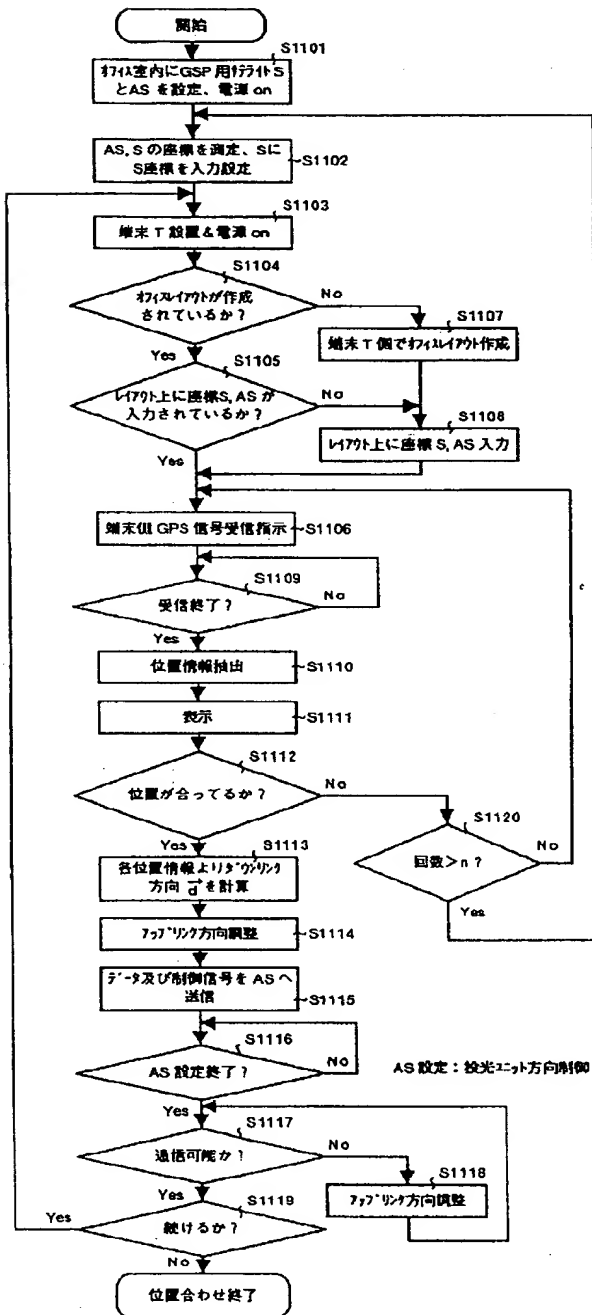 開始
S1101
オフィス室内にGSP用サテライトS
とASを設定、電源on
AS,Sの座標を測定、Sに
S座標を入力設定
S1102
S1103
端末T設置&電源on
S1104
オフィスレイアウトが作成
されているか?
No
S1107
端末T側でオフィスレイアウト作成
Yes
S1105
レイアウト上に座標S,ASが
入力されているか?
No
S1108
レイアウト上に座標S,AS入力
Yes
端末側GPS信号受信指示
S1106
S1109
受信終了?
No
Yes
位置情報抽出
S1110
表示
S1111
S1112
位置が合ってるか?
No
S1120
回数>n?
No
Yes
Yes
S1113
各位置情報よりダウンリンク
方向 d を計算
アップリンク方向調整
S1114
データ及び制御信号をASへ
送信
S1115
S1116
AS設定終了?
No
AS設定:投光ユニット方向制御
Yes
S1117
通信可能か?
No
S1118
アップリンク方向調整
Yes
S1119
続けるか?
Yes
No
位置合わせ終了